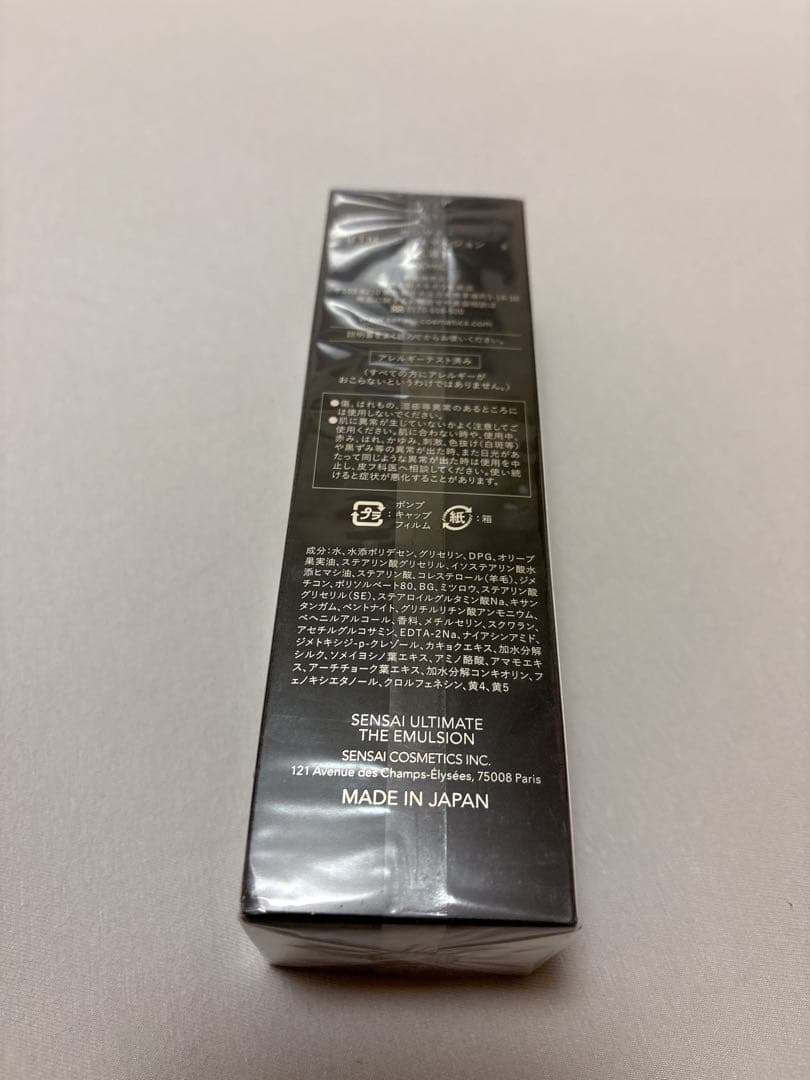 アレルギーテスト済み
(すべての方にアレルギーが
おこらないというわけではありません。)
●傷、はれもの、湿疹等異常のあるところに
は使用しないでください。
●肌に異常が生じていないかよく注意してご
使用ください。肌に合わない時や、使用中、
赤み、はれ、かゆみ、刺激、色抜け(白斑等)
や黒ずみ等の異常が出た時、また日光があ
たって同じような異常が出た時は使用を中
止し、皮フ科医へ相談してください。使い続
けると症状が悪化することがあります。
プラ
:
ポンプ
キャップ
フィルム
紙
:箱
成分:水、水添ポリデセン、グリセリン、DPG、オリーブ
果実油、ステアリン酸グリセリル、イソステアリン酸水
添ヒマシ油、ステアリン酸、コレステロール(羊毛)、ジメ
チコン、ポリソルベート80、BG、ミツロウ、ステアリン酸
グリセリル(SE)、ステアロイルグルタミン酸Na、キサン
タンガム、ベントナイト、グリチルリチン酸アンモニウム、
ベヘニルアルコール、香料、メチルセリン、スクワラン、
アセチルグルコサミン、EDTA-2Na、ナイアシンアミド、
ジメトキシジ-p-クレゾール、カキョクエキス、加水分解
シルク、ソメイヨシノ葉エキス、アミノ酪酸、アマモエキ
ス、アーチチョーク葉エキス、加水分解コンキオリン、フ
ェノキシエタノール、クロルフェネシン、黄4、黄5
SENSAI ULTIMATE
THE EMULSION
SENSAI COSMETICS INC.
121 Avenue des Champs-Élysées, 75008 Paris
MADE IN JAPAN